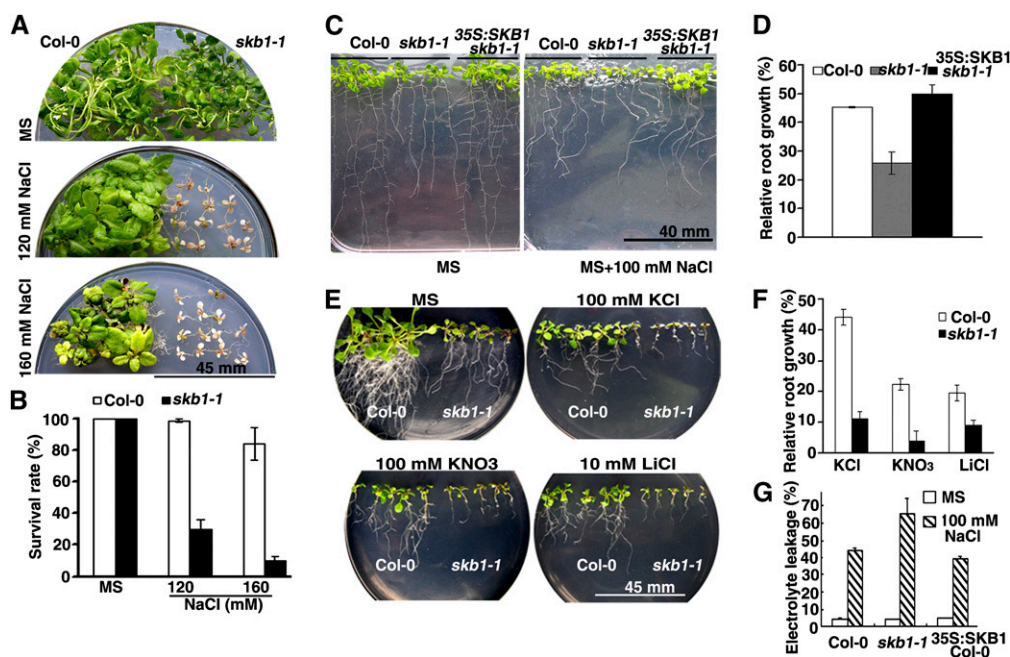 A
Col-0
skb1-1
MS
120 mM NaCl
160 mM NaCl
45 mm
B
Col-0
skb1-1
Survival rate (%)
100
80
60
40
20
0
MS
120
160
NaCl (mM)
C
35S:SKB1
Col-0 skb1-1 skb1-1
35S:SKB1
Col-0 skb1-1 skb1-1
40 mm
MS
MS+100 mM NaCl
D
35S:SKB1
Col-0 skb1-1 skb1-1
Relative root growth (%)
60
50
40
30
20
10
0
E
MS
100 mM KCl
Col-0 skb1-1
Col-0 skb1-1
100 mM KNO3
10 mM LiCl
Col-0 skb1-1
Col-0 skb1-1
45 mm
F
Col-0
skb1-1
Relative root growth (%)
50
40
30
20
10
0
KCl KNO3 LiCl
G
MS
100 mM
NaCl
Electrolyte leakage (%)
70
60
50
40
30
20
10
0
Col-0 skb1-1 35S:SKB1
Col-0